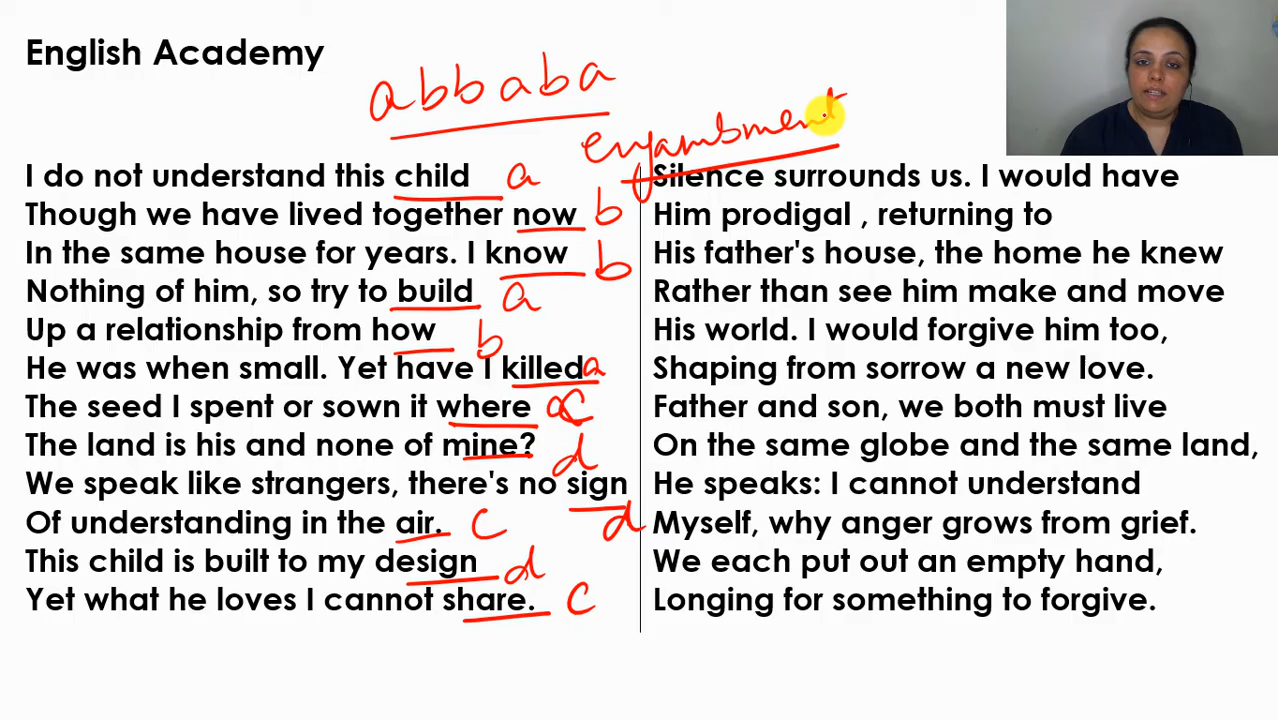 English Academy
abbaba
enjambment
I do not understand this child a
Though we have lived together now b
In the same house for years. I know b
Nothing of him, so try to build a
Up a relationship from how b
He was when small. Yet have I killed a
The seed I spent or sown it where c
The land is his and none of mine? d
We speak like strangers, there's no sign d
Of understanding in the air. c
This child is built to my design d
Yet what he loves I cannot share. c
Silence surrounds us. I would have
Him prodigal , returning to
His father's house, the home he knew
Rather than see him make and move
His world. I would forgive him too,
Shaping from sorrow a new love.
Father and son, we both must live
On the same globe and the same land,
He speaks: I cannot understand
Myself, why anger grows from grief.
We each put out an empty hand,
Longing for something to forgive.